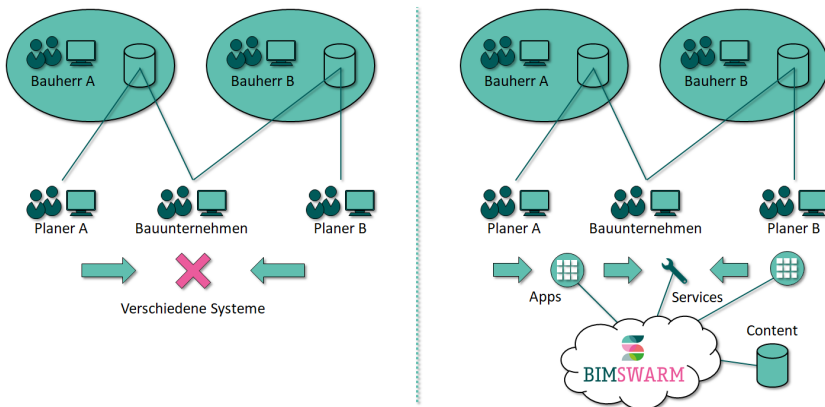 Bauherr A
Bauherr B
Planer A
Bauunternehmen
Planer B
Verschiedene Systeme
Bauherr A
Bauherr B
Planer A
Bauunternehmen
Planer B
Apps
Services
Content
BIMSWARM